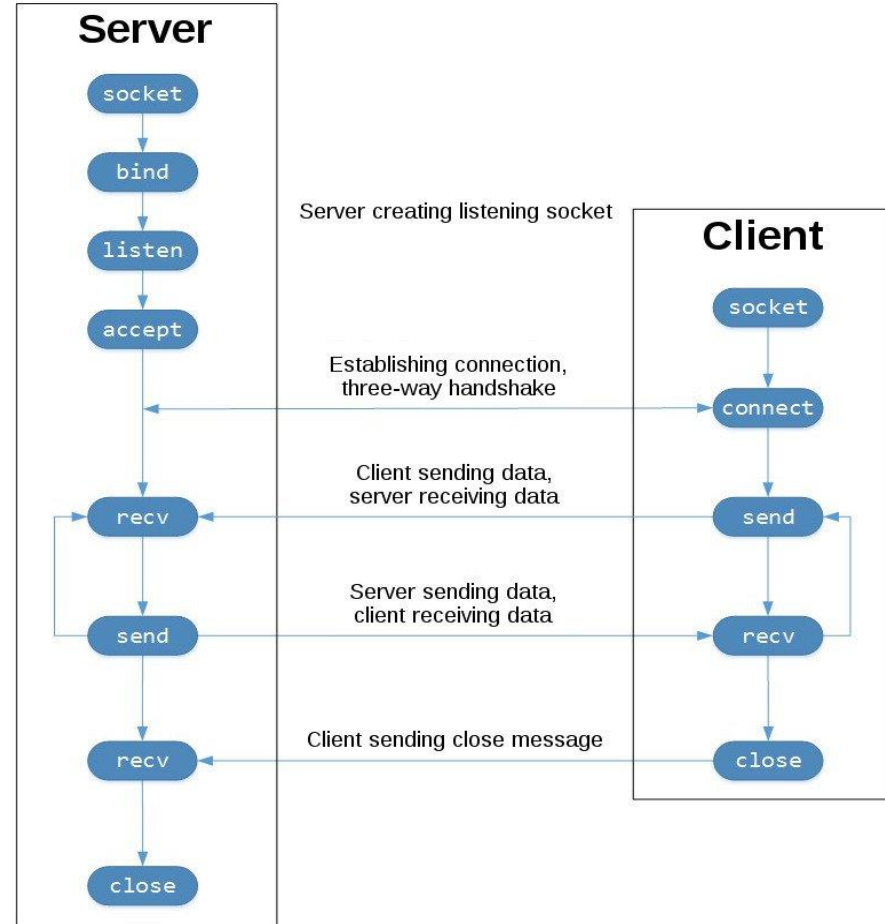 Server
socket
bind
listen
accept
recv
send
recv
close
Server creating listening socket
Establishing connection,
three-way handshake
Client sending data,
server receiving data
Server sending data,
client receiving data
Client sending close message
Client
socket
connect
send
recv
close